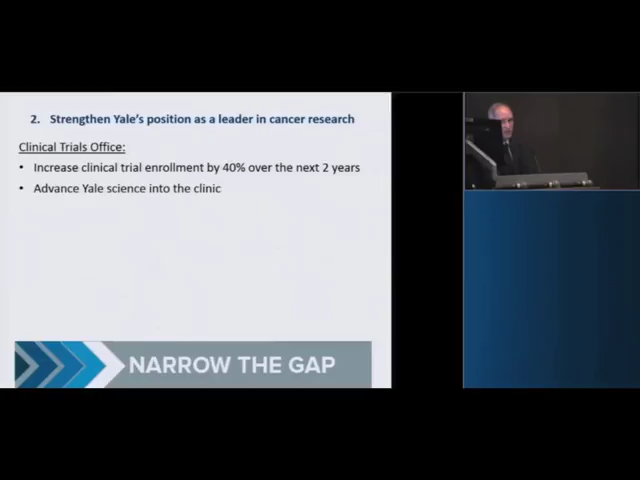 2. Strengthen Yale's position as a leader in cancer research
Clinical Trials Office:
• Increase clinical trial enrollment by 40% over the next 2 years
• Advance Yale science into the clinic
NARROW THE GAP